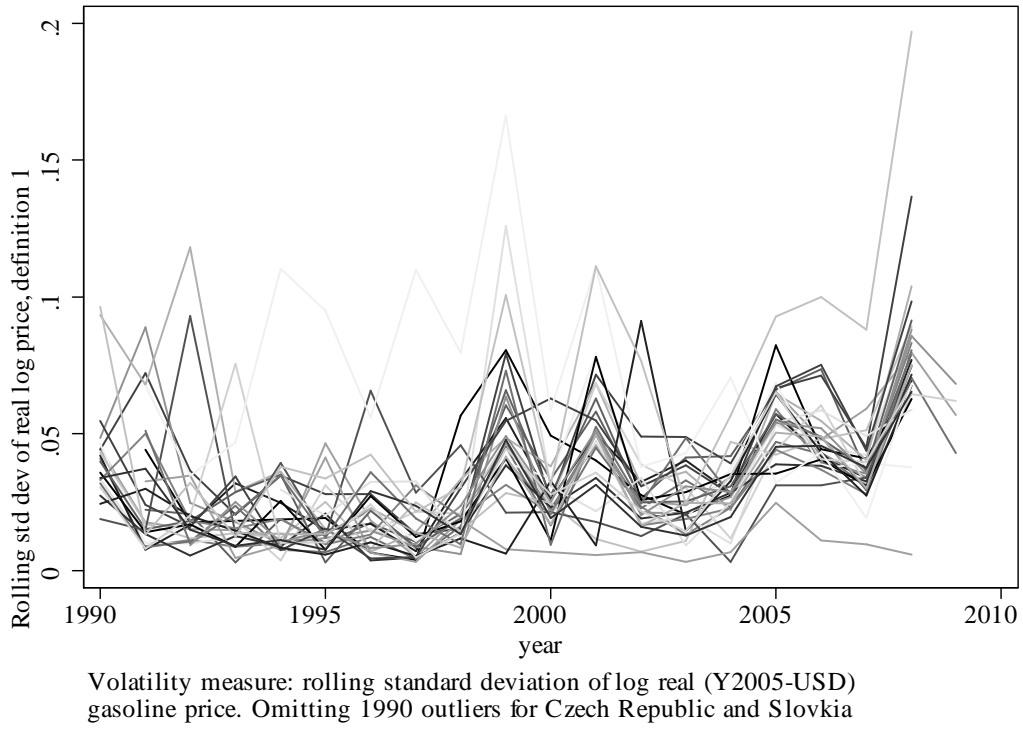 .2
.15
.1
.05
0
Rolling std dev of real log price, definition 1
1990
1995
2000
2005
2010
year
Volatility measure: rolling standard deviation of log real (Y2005-USD)
gasoline price. Omitting 1990 outliers for Czech Republic and Slovkia